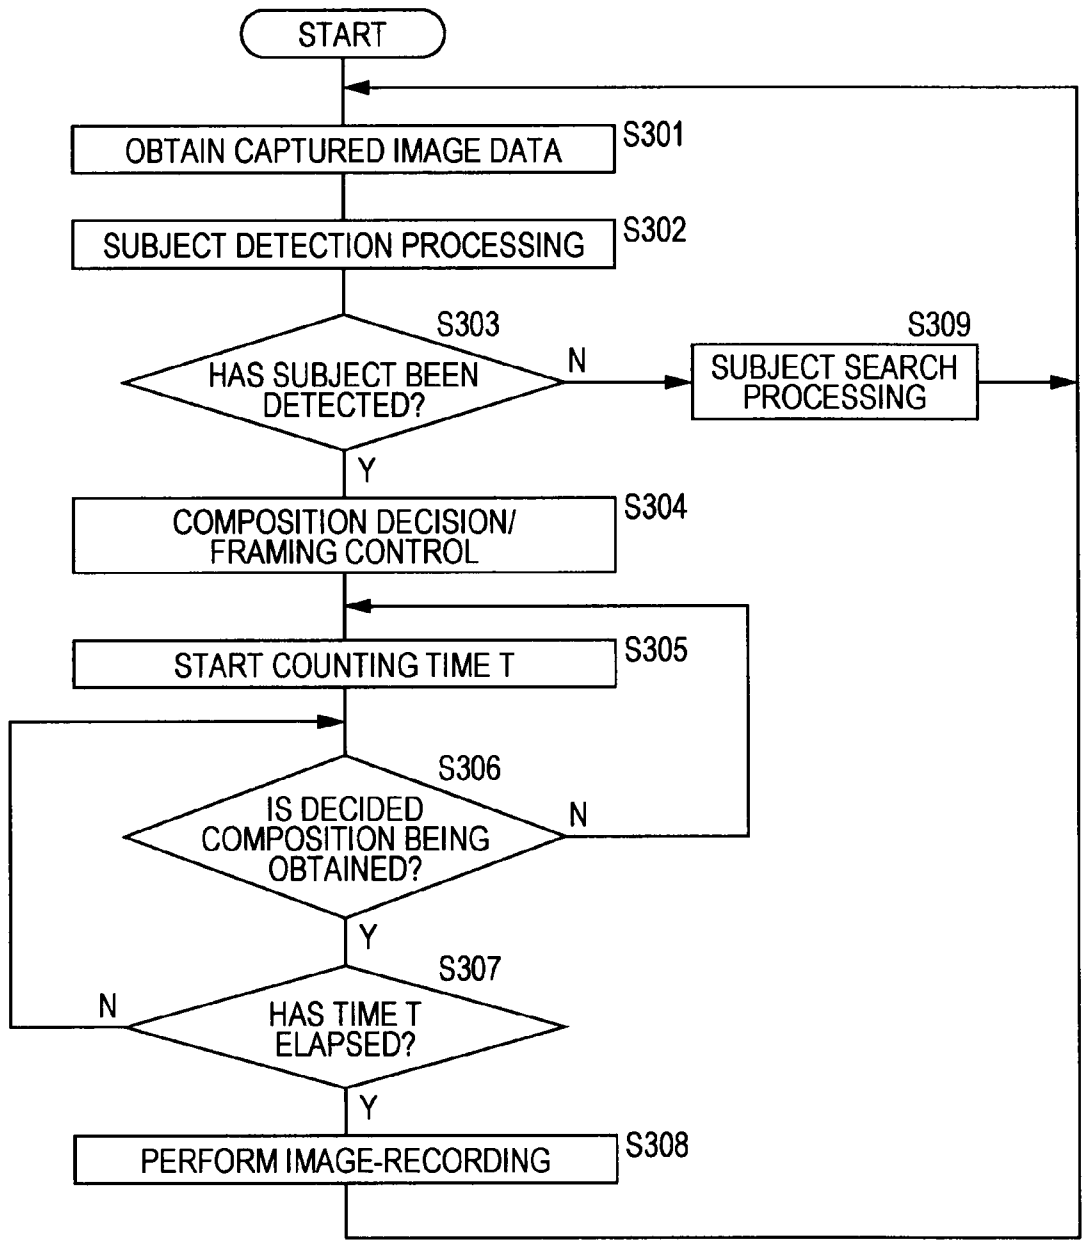 START
OBTAIN CAPTURED IMAGE DATA
S301
SUBJECT DETECTION PROCESSING
S302
S303
HAS SUBJECT BEEN
DETECTED?
N
S309
SUBJECT SEARCH
PROCESSING
Y
S304
COMPOSITION DECISION/
FRAMING CONTROL
START COUNTING TIME T
S305
S306
IS DECIDED
COMPOSITION BEING
OBTAINED?
N
Y
S307
HAS TIME T
ELAPSED?
N
Y
PERFORM IMAGE-RECORDING
S308